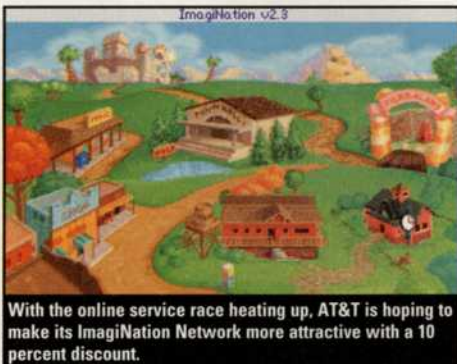 ImagiNation v2.3
With the online service race heating up, AT&T is hoping to
make its ImagiNation Network more attractive with a 10
percent discount.